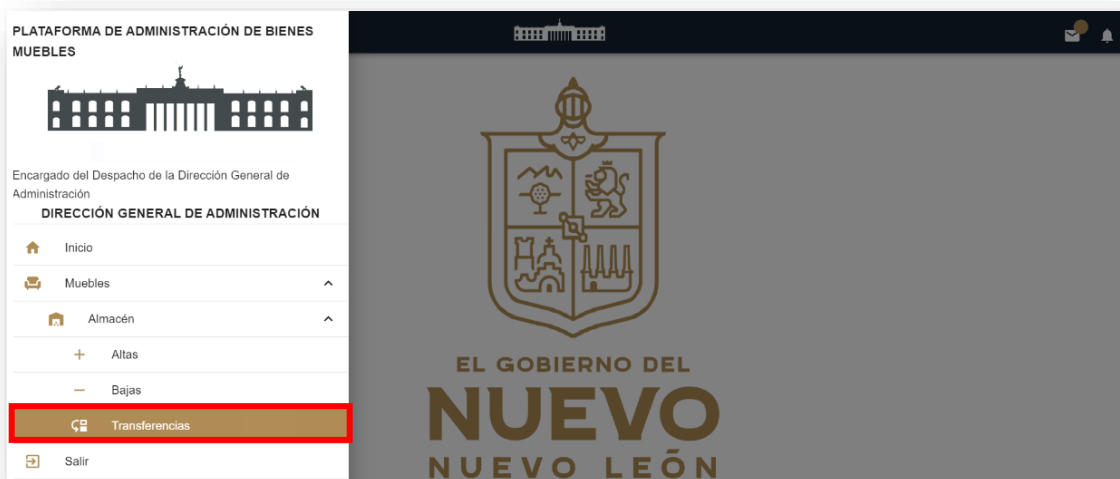 PLATAFORMA DE ADMINISTRACIÓN DE BIENES
MUEBLES
Encargado del Despacho de la Dirección General de
Administración
DIRECCIÓN GENERAL DE ADMINISTRACIÓN
Inicio
Muebles
Almacén
Altas
Bajas
Transferencias
Salir
EL GOBIERNO DEL
NUEVO
NUEVO LEÓN